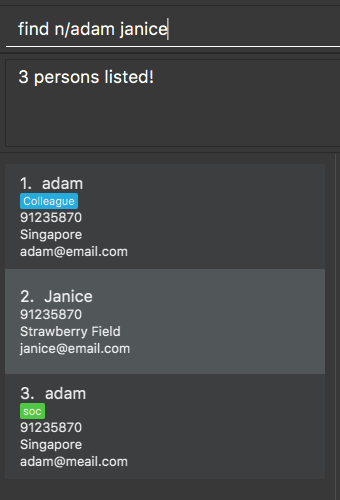 find n/adam janice
3 persons listed!
1. adam
Colleague
91235870
Singapore
adam@email.com
2. Janice
91235870
Strawberry Field
janice@email.com
3. adam
soc
91235870
Singapore
adam@meail.com